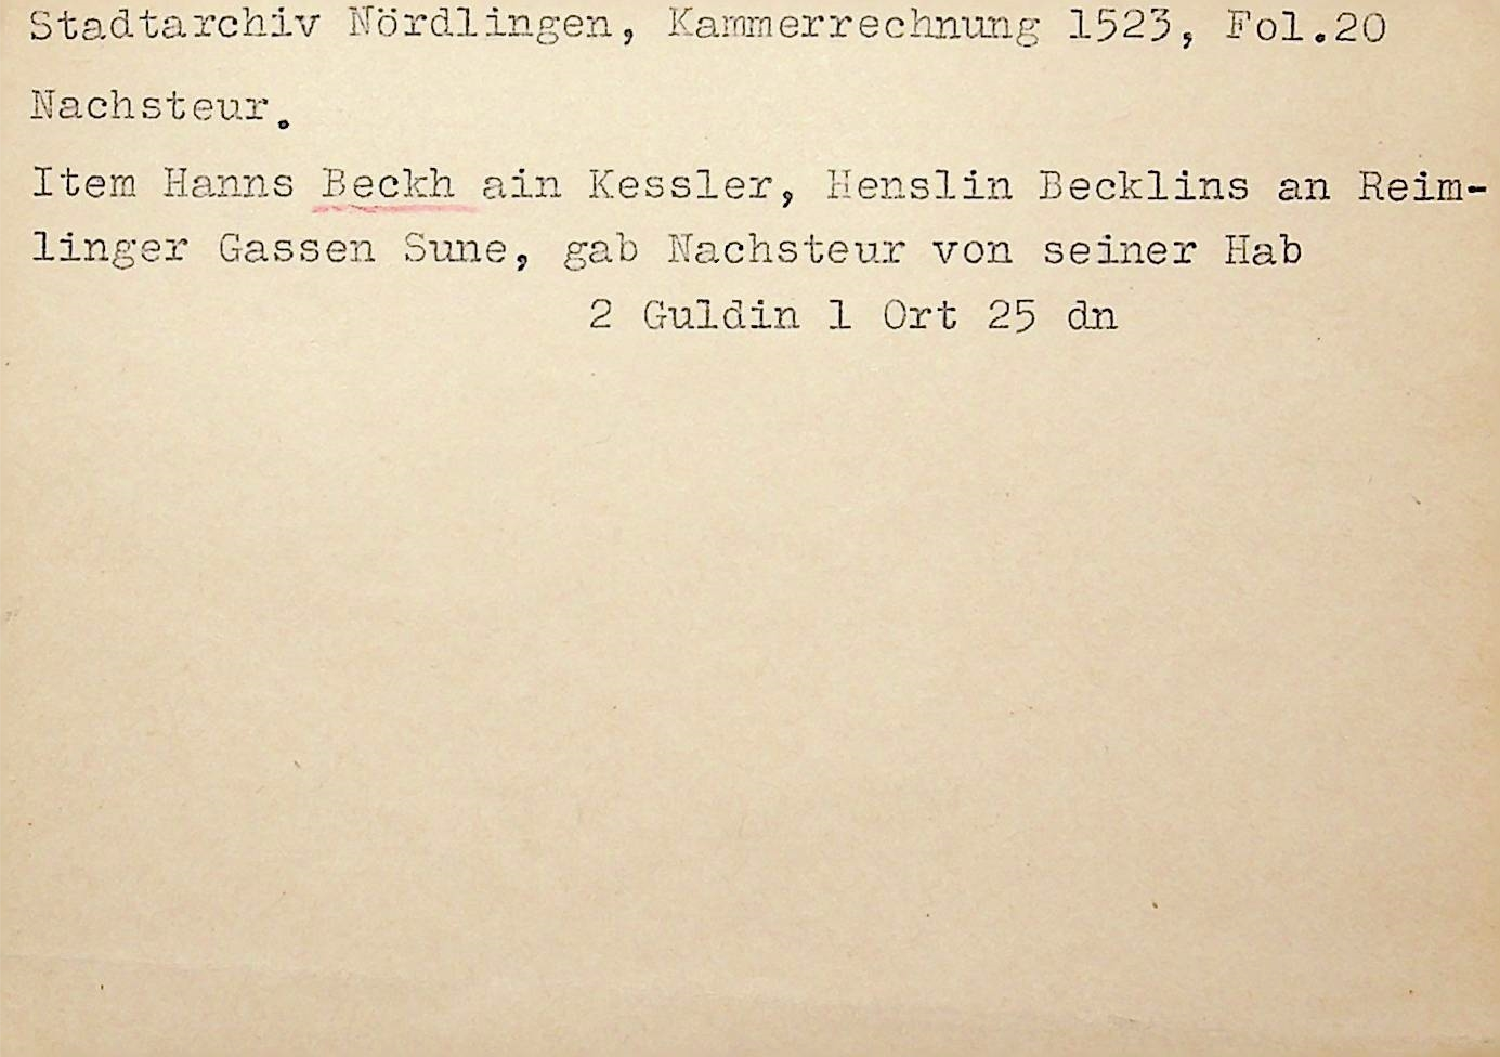 Stadtarchiv Nördlingen, Kammerrechnung 1523, Fol.20
Nachsteur.
Item Hanns Beckh ain Kessler, Henslin Becklins an Reim-
linger Gassen Sune, gab Nachsteur von seiner Hab
2 Guldin 1 Ort 25 dn